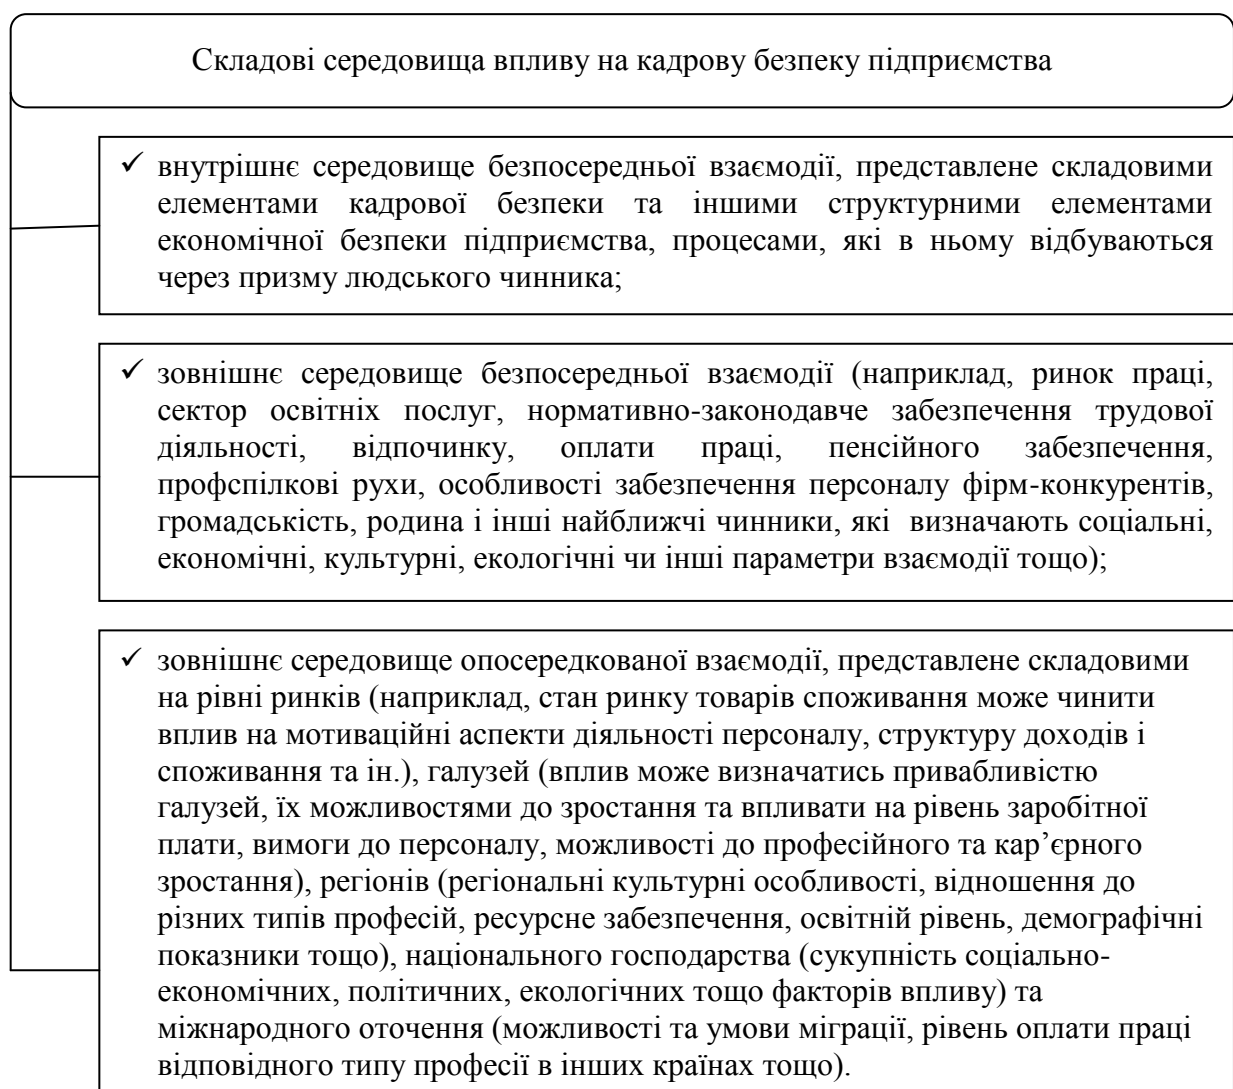 Складові середовища впливу на кадрову безпеку підприємства
✓ внутрішнє середовище безпосередньої взаємодії, представлене складовими
елементами кадрової безпеки та іншими структурними елементами
економічної безпеки підприємства, процесами, які в ньому відбуваються
через призму людського чинника;
✓ зовнішнє середовище безпосередньої взаємодії (наприклад, ринок праці,
сектор освітніх послуг, нормативно-законодавче забезпечення трудової
діяльності, відпочинку, оплати праці, пенсійного забезпечення,
профспілкові рухи, особливості забезпечення персоналу фірм-конкурентів,
громадськість, родина і інші найближчі чинники, які визначають соціальні,
економічні, культурні, екологічні чи інші параметри взаємодії тощо);
✓ зовнішнє середовище опосередкованої взаємодії, представлене складовими
на рівні ринків (наприклад, стан ринку товарів споживання може чинити
вплив на мотиваційні аспекти діяльності персоналу, структуру доходів і
споживання та ін.), галузей (вплив може визначатись привабливістю
галузей, їх можливостями до зростання та впливати на рівень заробітної
плати, вимоги до персоналу, можливості до професійного та кар’єрного
зростання), регіонів (регіональні культурні особливості, відношення до
різних типів професій, ресурсне забезпечення, освітній рівень, демографічні
показники тощо), національного господарства (сукупність соціально-
економічних, політичних, екологічних тощо факторів впливу) та
міжнародного оточення (можливості та умови міграції, рівень оплати праці
відповідного типу професії в інших країнах тощо).